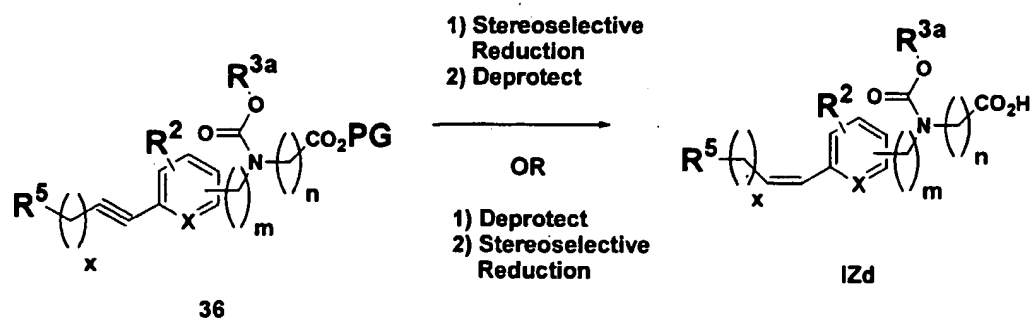 1) Stereoselective
Reduction
2) Deprotect
OR
1) Deprotect
2) Stereoselective
Reduction
R3a
O
O
R2
N
CO2PG
n
R5
X
m
x
36
R3a
O
O
R2
N
CO2H
n
R5
X
m
x
IZd